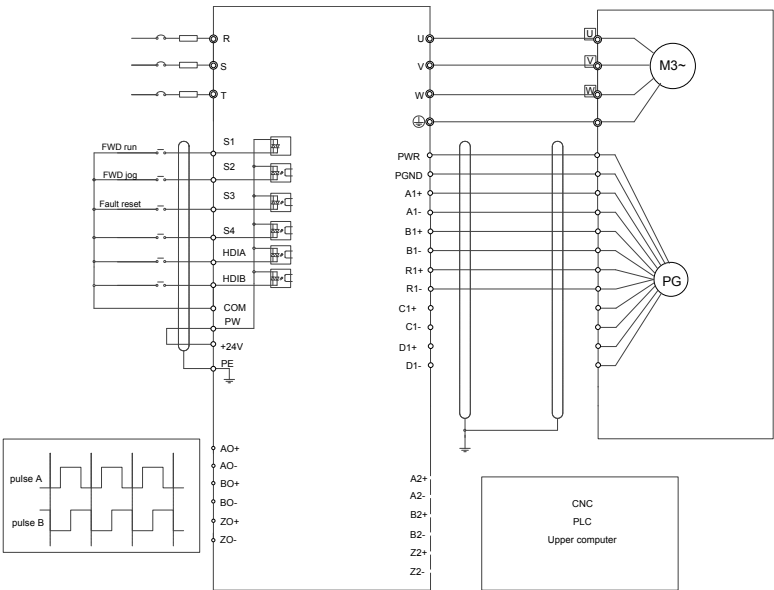 R
S
T
U
V
W
U
V
W
M3~
FWD run
FWD jog
Fault reset
S1
S2
S3
S4
HDIA
HDIB
COM
PW
+24V
PE
PWR
PGND
A1+
A1-
B1+
B1-
R1+
R1-
C1+
C1-
D1+
D1-
PG
pulse A
pulse B
AO+
AO-
BO+
BO-
ZO+
ZO-
A2+
A2-
B2+
B2-
Z2+
Z2-
CNC
PLC
Upper computer